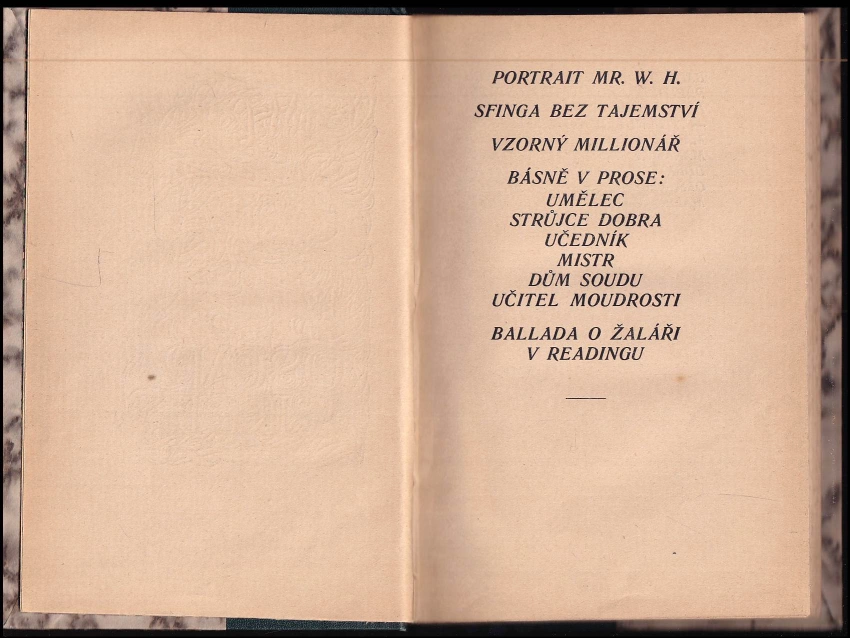 PORTRAIT MR. W. H.
SFINGA BEZ TAJEMSTVÍ
VZORNÝ MILLIONÁŘ
BÁSNĚ V PROSE:
UMĚLEC
STRŮJCE DOBRA
UČEDNÍK
MISTR
DŮM SOUDU
UČITEL MOUDROSTI
BALLADA O ŽALÁŘI
V READINGU